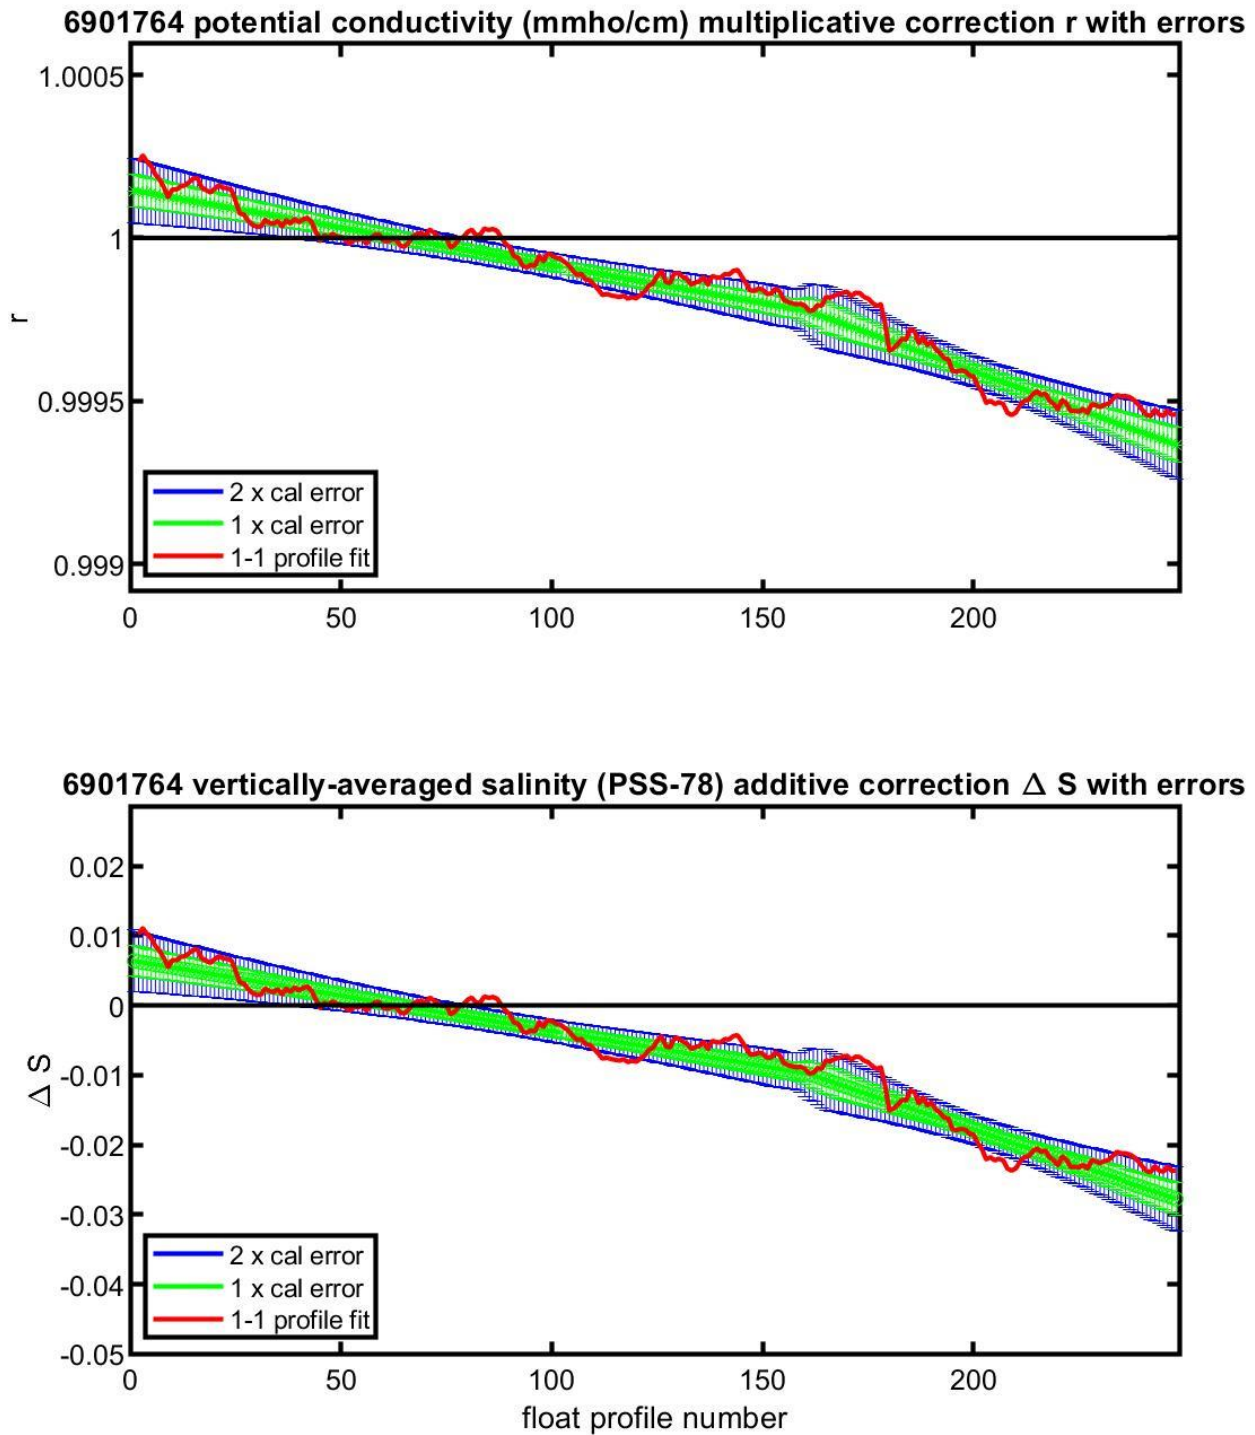 6901764 potential conductivity (mmho/cm) multiplicative correction r with errors
1.0005
1
0.9995
0.999
r
2 x cal error
1 x cal error
1-1 profile fit
0 50 100 150 200
6901764 vertically-averaged salinity (PSS-78) additive correction Δ S with errors
0.02
0.01
0
-0.01
-0.02
-0.03
-0.04
-0.05
Δ S
2 x cal error
1 x cal error
1-1 profile fit
0 50 100 150 200
float profile number